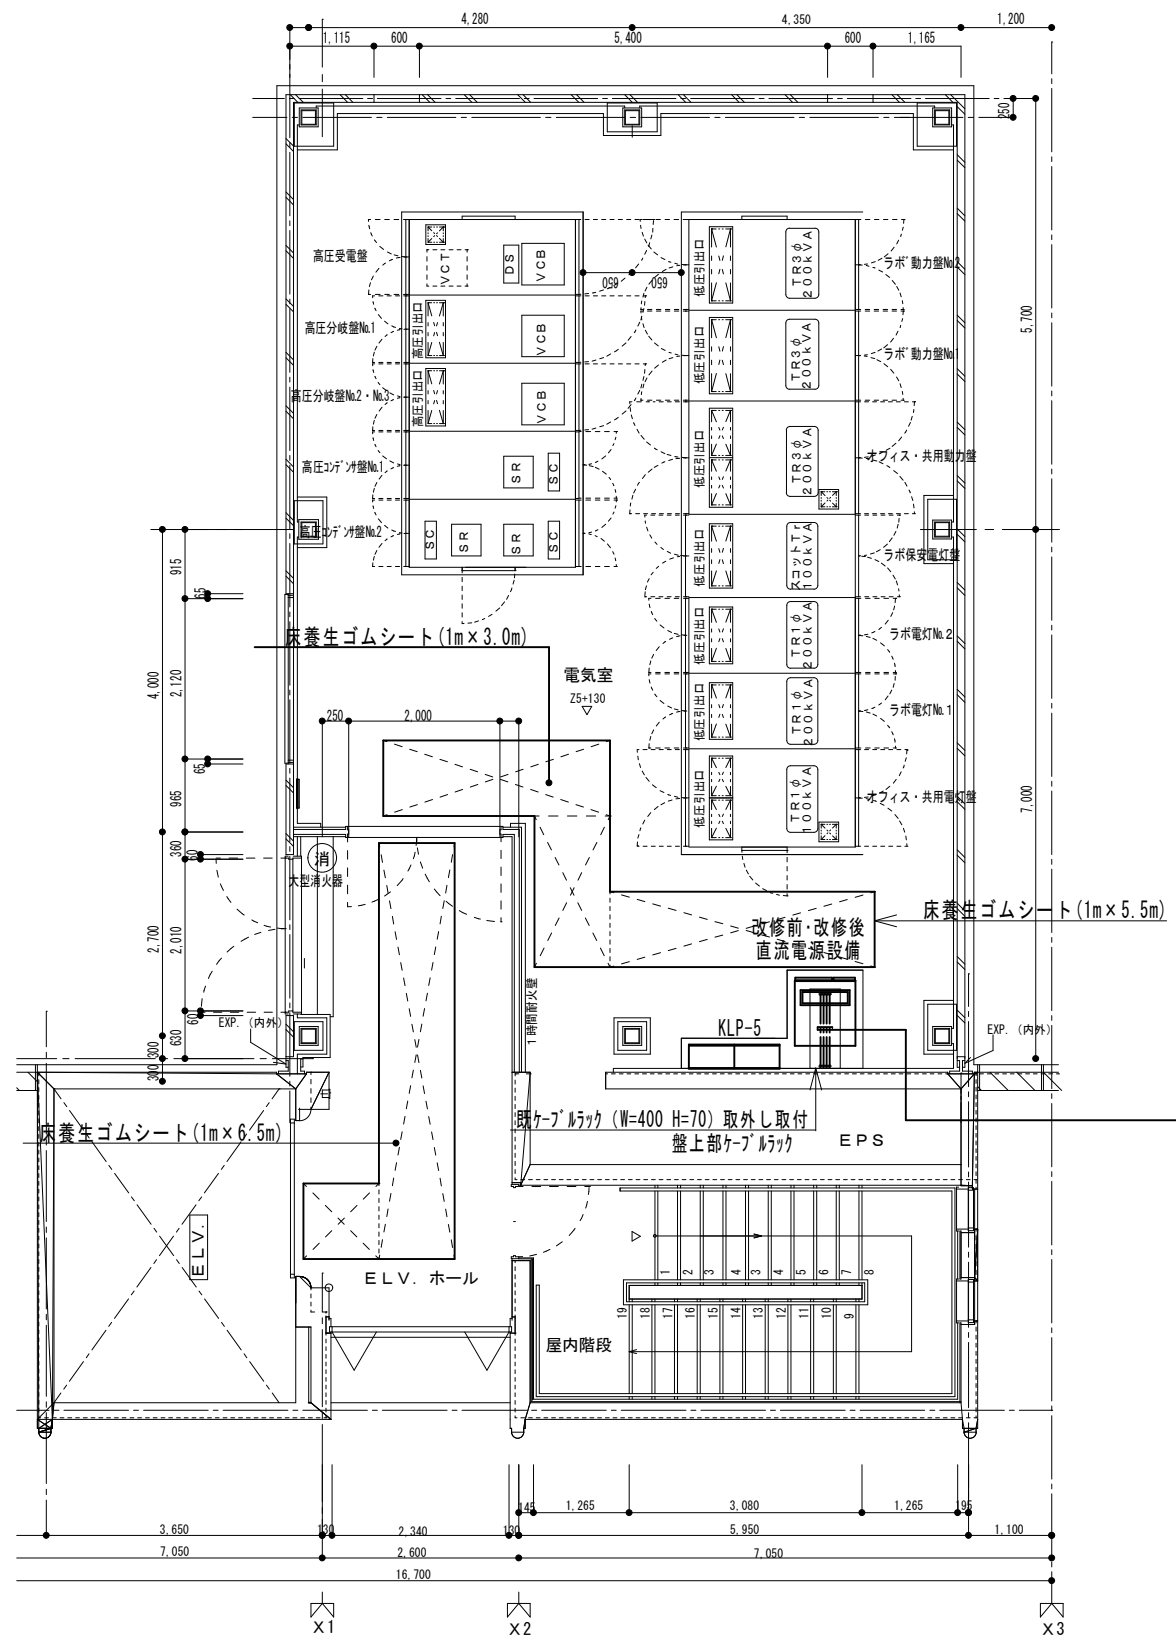 4,280
4,350
1,200
1,115
600
5,400
600
1,165
250
高圧受電盤
VCT
DS
VCB
650
650
低圧引出口
TR3φ
200kVA
ラボ動力盤No.2
高圧分岐盤No.1
高圧引出口
VCB
低圧引出口
TR3φ
200kVA
ラボ動力盤No.1
5,700
高圧分岐盤No.2・No.3
高圧引出口
VCB
低圧引出口
TR3φ
200kVA
オフィス・共用動力盤
高圧コンデンサ盤No.1
SR
SC
高圧コンデンサ盤No.2
SC
SR
SR
SC
低圧引出口
スコットTr
100kVA
ラボ保安電灯盤
915
65
床養生ゴムシート(1m×3.0m)
低圧引出口
TR1φ
200kVA
ラボ電灯No.2
電気室
Z5+130
4,000
2,120
低圧引出口
TR1φ
200kVA
ラボ電灯No.1
250
2,000
65
965
低圧引出口
TR1φ
100kVA
オフィス・共用電灯盤
7,000
360
60
消
大型消火器
床養生ゴムシート(1m×5.5m)
改修前・改修後
直流電源設備
2,700
2,010
1時間耐火壁
60
EXP. (内外)
630
300
300
KLP-5
EXP. (内外)
床養生ゴムシート(1m×6.5m)
既ケーブルラック (W=400 H=70) 取外し取付
盤上部ケーブルラック
EPS
ELV.
ELV. ホール
1
2
3
4
3
4
5
6
7
8
19
18
17
16
15
14
13
12
11
10
9
屋内階段
145
1,265
3,080
1,265
195
3,650
130
2,340
130
5,950
1,100
7,050
2,600
7,050
16,700
X1
X2
X3